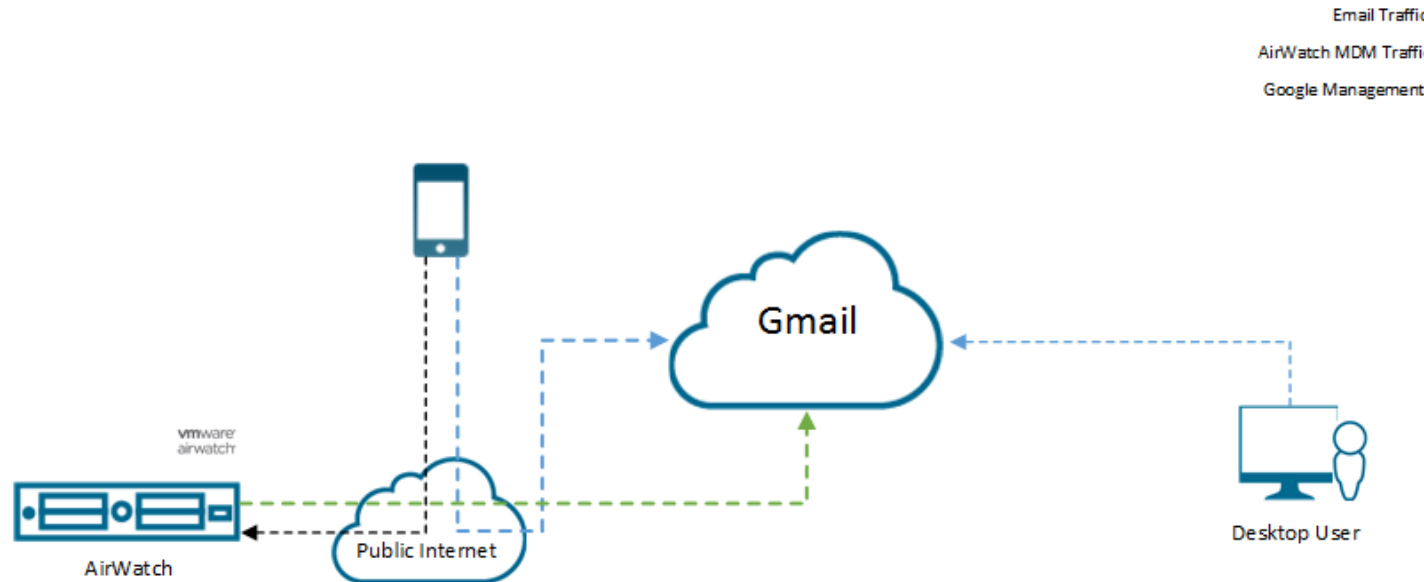 Email Traffic
AirWatch MDM Traffic
Google Management
Gmail
vmware
airwatch
Public Internet
AirWatch
Desktop User